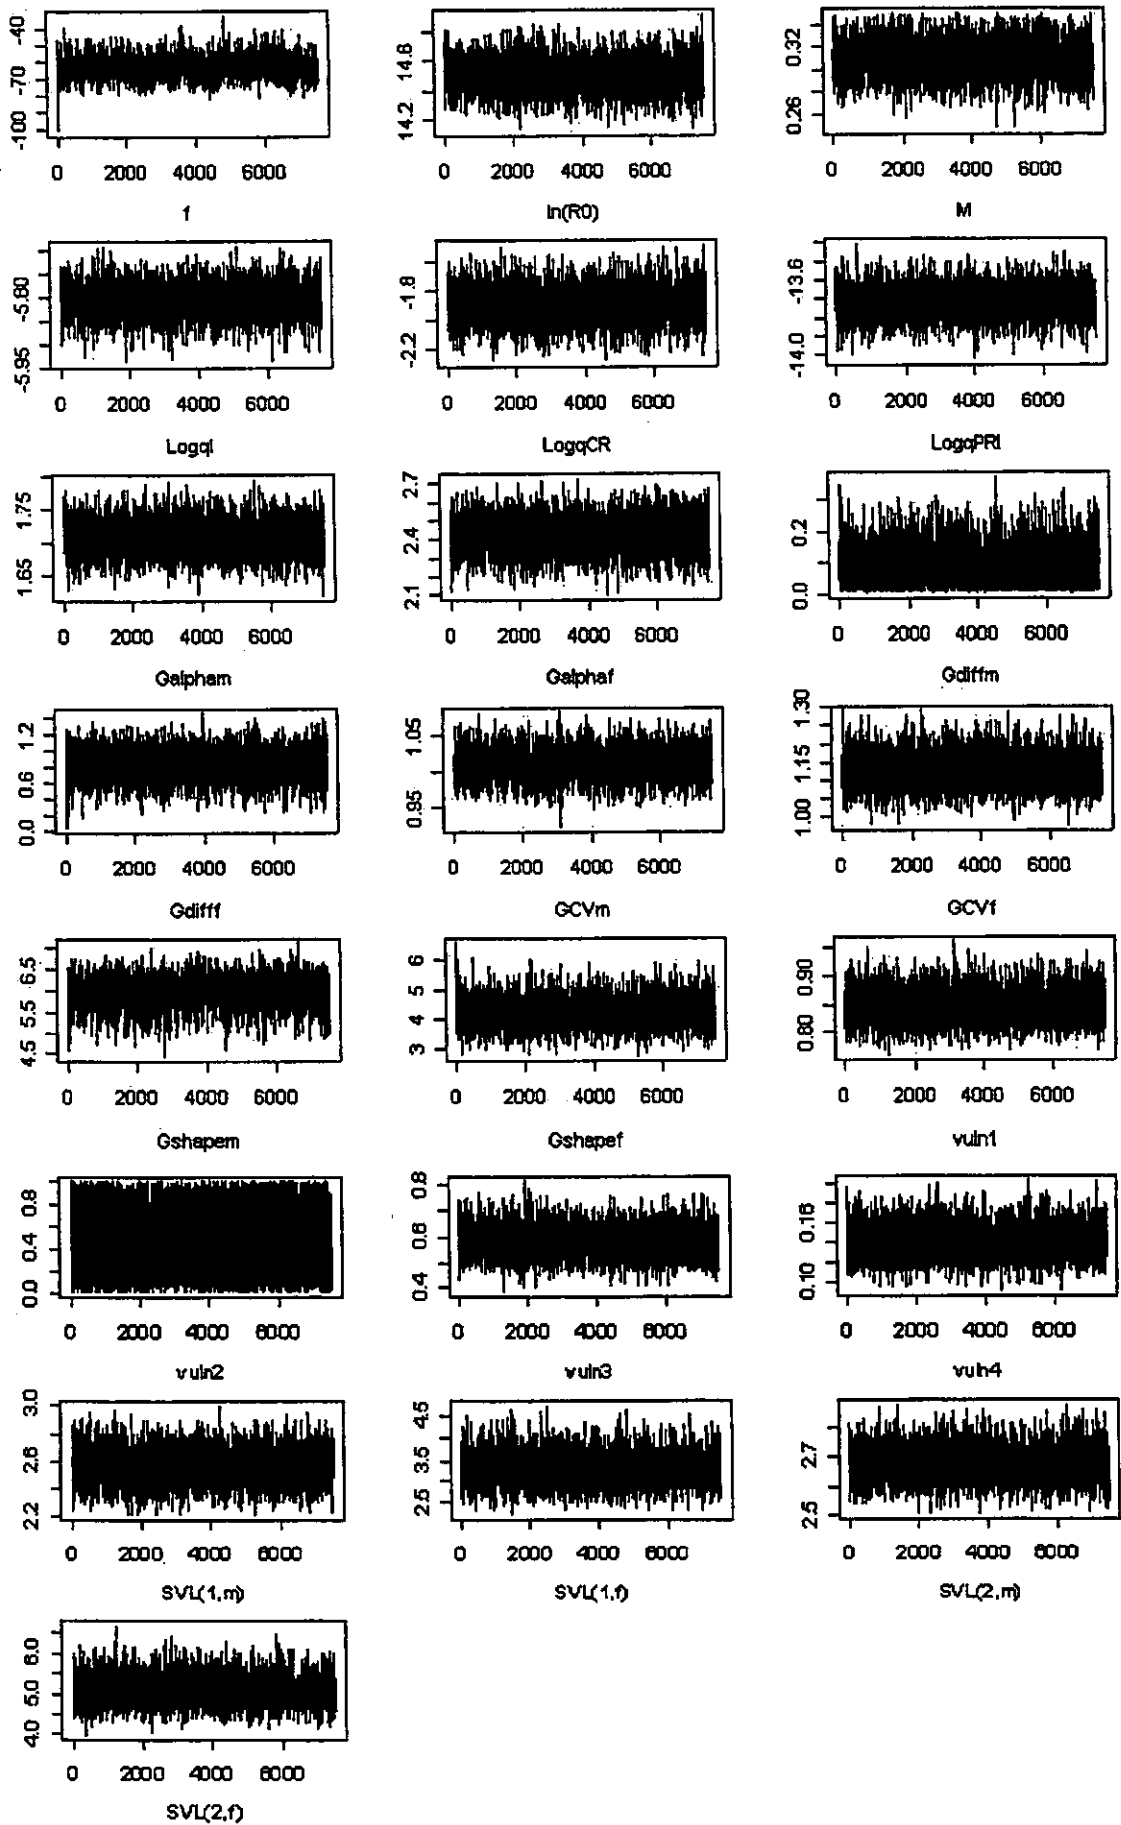 -40
-70
-100
0 2000 4000 6000
f
14.8
14.2
0 2000 4000 6000
ln(R0)
0.32
0.26
0 2000 4000 6000
M
-5.80
-5.95
0 2000 4000 6000
LogqI
-1.8
-2.2
0 2000 4000 6000
LogqCR
-13.6
-14.0
0 2000 4000 6000
LogqPRI
1.75
1.65
0 2000 4000 6000
Galpham
2.7
2.4
2.1
0 2000 4000 6000
Galphaf
0.2
0.0
0 2000 4000 6000
Gdiffm
1.2
0.6
0.0
0 2000 4000 6000
Gdifff
1.05
1
0.95
0 2000 4000 6000
GCVm
1.30
1.15
1.00
0 2000 4000 6000
GCVf
6.5
5.5
4.5
0 2000 4000 6000
Gshapem
6
5
4
3
0 2000 4000 6000
Gshapef
0.90
0.80
0 2000 4000 6000
vuln1
0.8
0.4
0.0
0 2000 4000 6000
vuln2
0.8
0.6
0.4
0 2000 4000 6000
vuln3
0.16
0.10
0 2000 4000 6000
vuln4
3.0
2.6
2.2
0 2000 4000 6000
SVL(1,m)
4.5
3.5
2.5
0 2000 4000 6000
SVL(1,f)
2.7
2.5
0 2000 4000 6000
SVL(2,m)
6.0
5.0
4.0
0 2000 4000 6000
SVL(2,f)